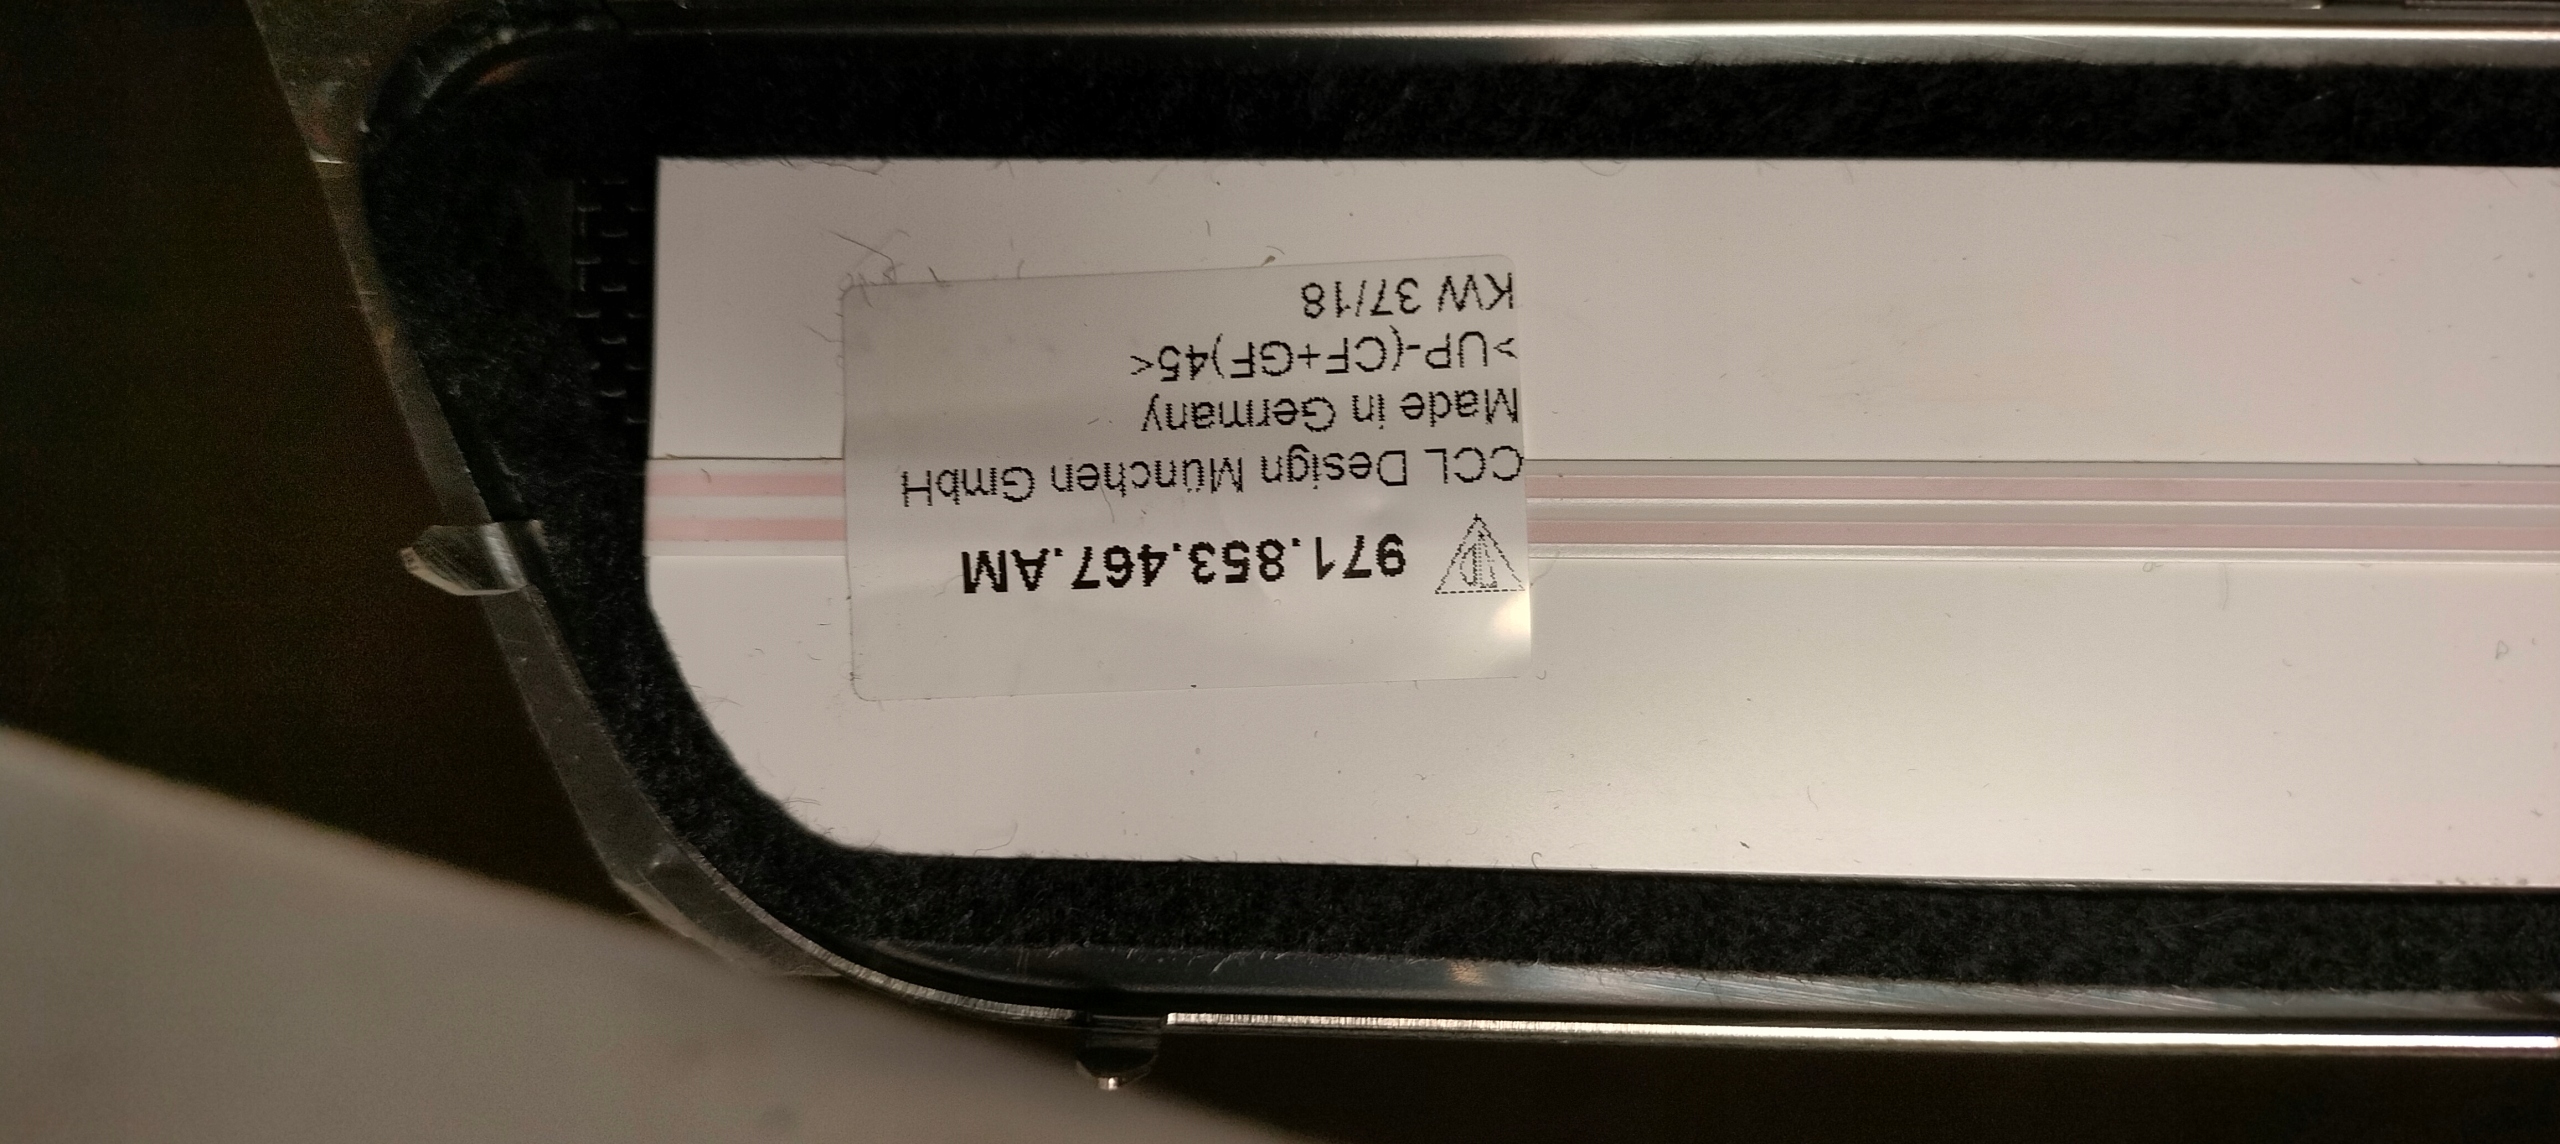 971.853.467.AM
CCL Design München GmbH
Made in Germany
>UP-(CF+GF)45<
KW 37/18